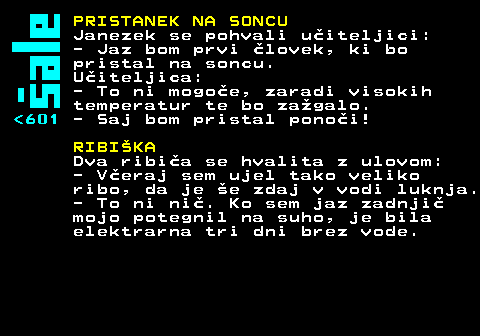 šale
<601
PRISTANEK NA SONCU
Janezek se pohvali učiteljici:
- Jaz bom prvi človek, ki bo
pristal na soncu.
Učiteljica:
- To ni mogoče, zaradi visokih
temperatur te bo zažgalo.
- Saj bom pristal ponoči!
RIBIŠKA
Dva ribiča se hvalita z ulovom:
- Včeraj sem ujel tako veliko
ribo, da je še zdaj v vodi luknja.
- To ni nič. Ko sem jaz zadnjič
mojo potegnil na suho, je bila
elektrarna tri dni brez vode.